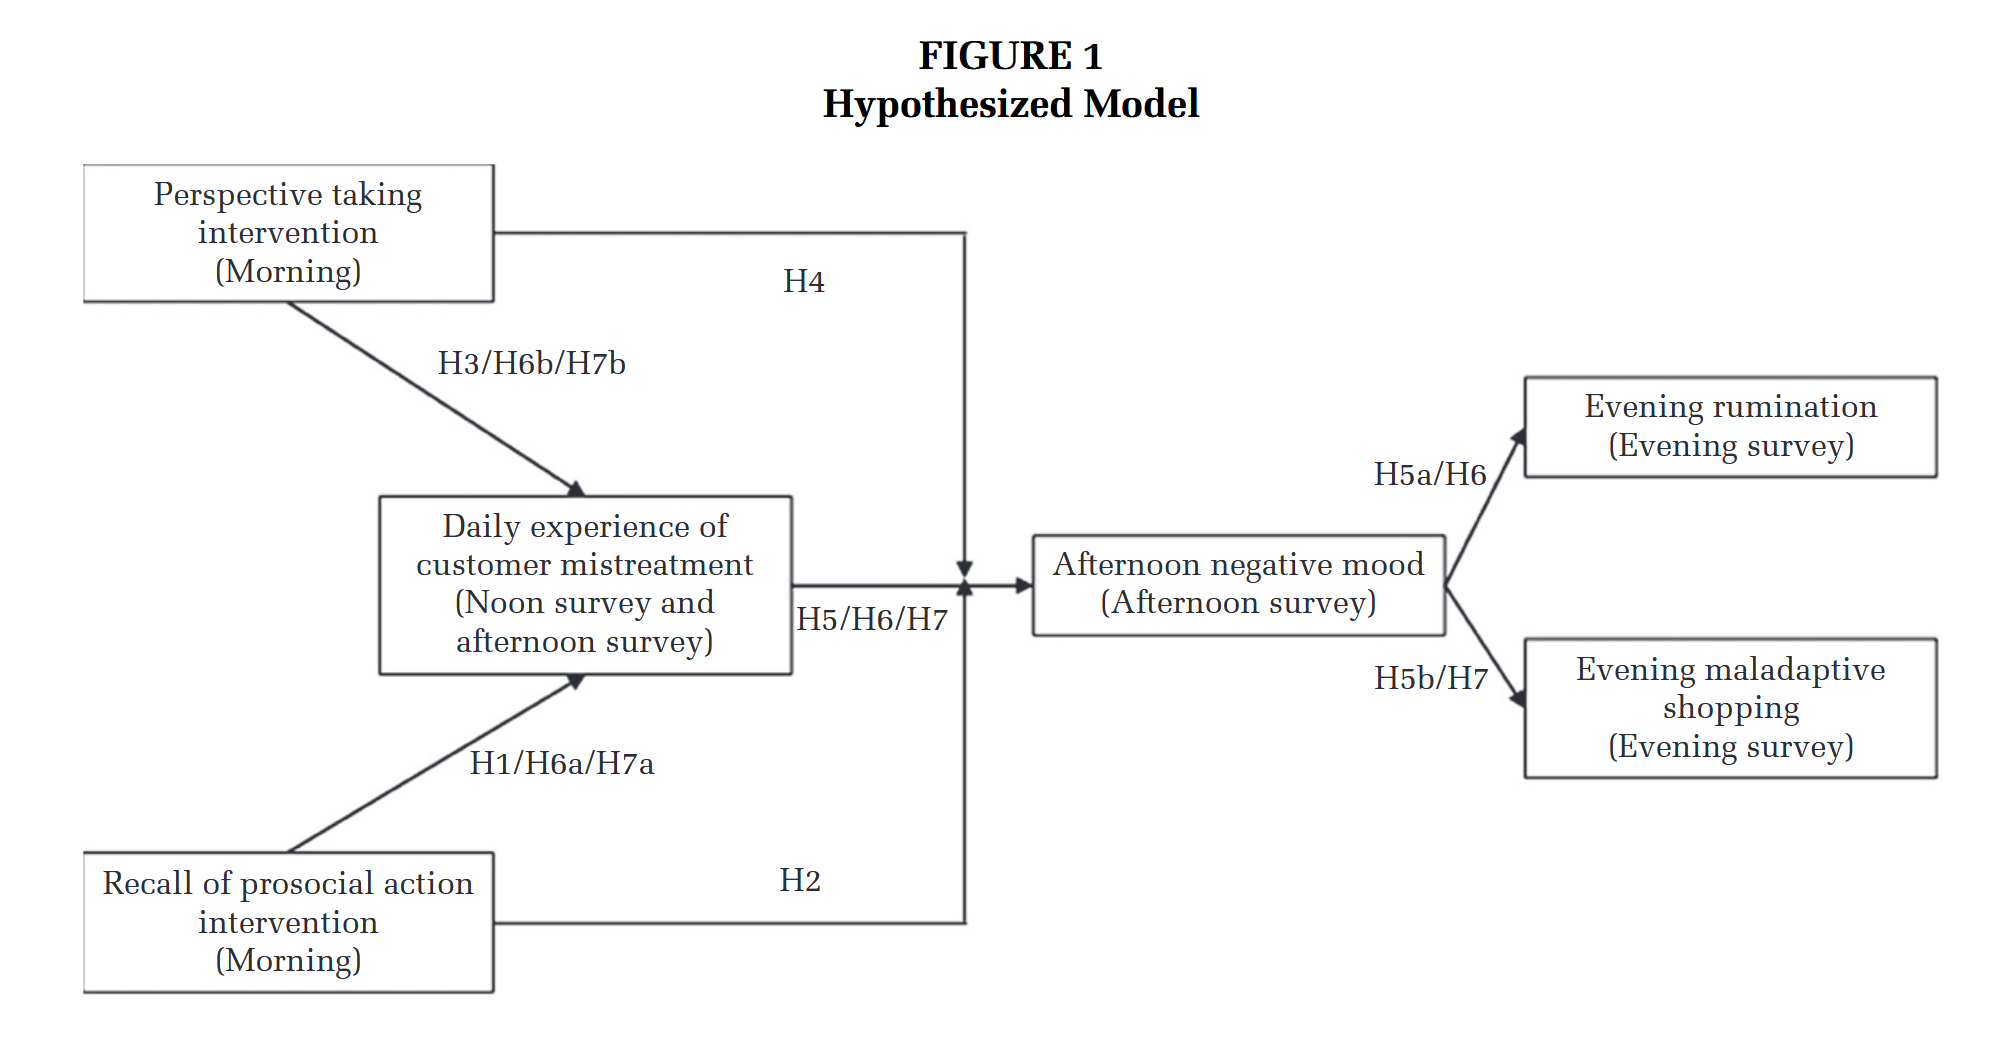 FIGURE 1
Hypothesized Model
Perspective taking
intervention
(Morning)
H4
H3/H6b/H7b
Daily experience of
customer mistreatment
(Noon survey and
afternoon survey)
H5/H6/H7
Afternoon negative mood
(Afternoon survey)
H5a/H6
Evening rumination
(Evening survey)
H5b/H7
Evening maladaptive
shopping
(Evening survey)
H1/H6a/H7a
Recall of prosocial action
intervention
(Morning)
H2